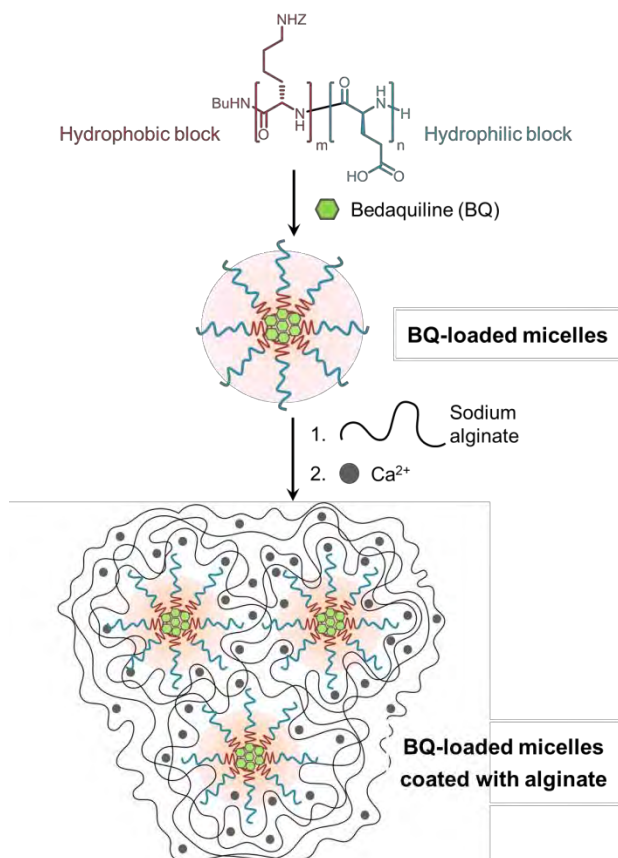 NHZ
BuHN
O
N
H
m
O
H
N
H
n
HO
O
Hydrophobic block
Hydrophilic block
Bedaquiline (BQ)
BQ-loaded micelles
1.
Sodium
alginate
2.
Ca²⁺
BQ-loaded micelles
coated with alginate